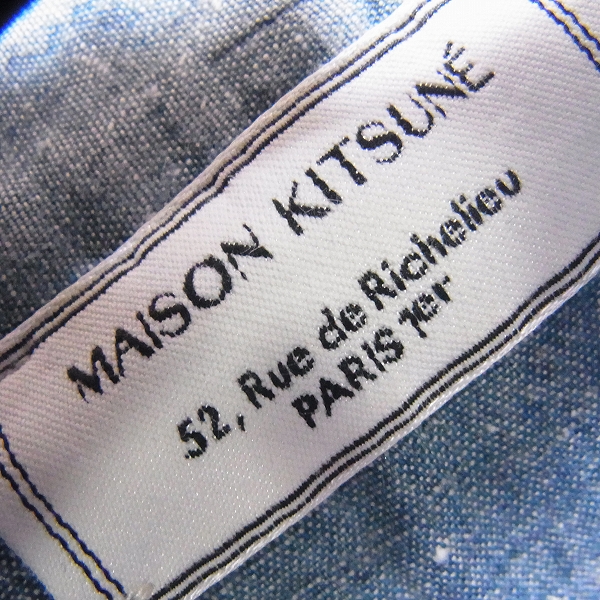 MAISON KITSUNÉ
52, Rue de Richelieu
PARIS 1er